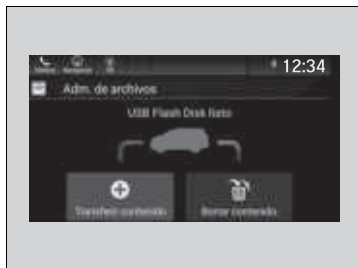 12:34
Adm. de archivos
USB Flash Disk listo
Transferir contenido
Borrar contenido